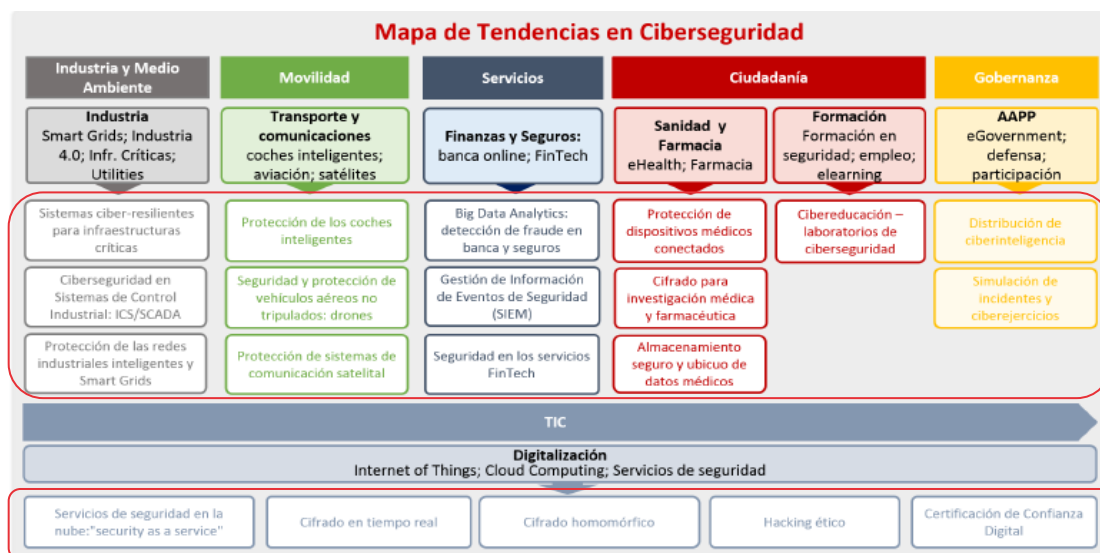 Mapa de Tendencias en Ciberseguridad
Industria y Medio
Ambiente
Movilidad
Servicios
Ciudadanía
Gobernanza
Industria
Smart Grids; Industria
4.0; Infr. Críticas;
Utilities
Transporte y
comunicaciones
coches inteligentes;
aviación; satélites
Finanzas y Seguros:
banca online; FinTech
Sanidad y
Farmacia
eHealth; Farmacia
Formación
Formación en
seguridad; empleo;
elearning
AAPP
eGovernment;
defensa;
participación
Sistemas ciber-resilientes
para infraestructuras
críticas
Protección de los coches
inteligentes
Big Data Analytics:
detección de fraude en
banca y seguros
Protección de
dispositivos médicos
conectados
Cibereducación –
laboratorios de
ciberseguridad
Distribución de
ciberinteligencia
Ciberseguridad en
Sistemas de Control
Industrial: ICS/SCADA
Seguridad y protección de
vehículos aéreos no
tripulados: drones
Gestión de Información
de Eventos de Seguridad
(SIEM)
Cifrado para
investigación médica
y farmacéutica
Simulación de
incidentes y
ciberejercicios
Protección de las redes
industriales inteligentes y
Smart Grids
Protección de sistemas de
comunicación satelital
Seguridad en los servicios
FinTech
Almacenamiento
seguro y ubicuo de
datos médicos
TIC
Digitalización
Internet of Things; Cloud Computing; Servicios de seguridad
Servicios de seguridad en la
nube:"security as a service"
Cifrado en tiempo real
Cifrado homomórfico
Hacking ético
Certificación de Confianza
Digital